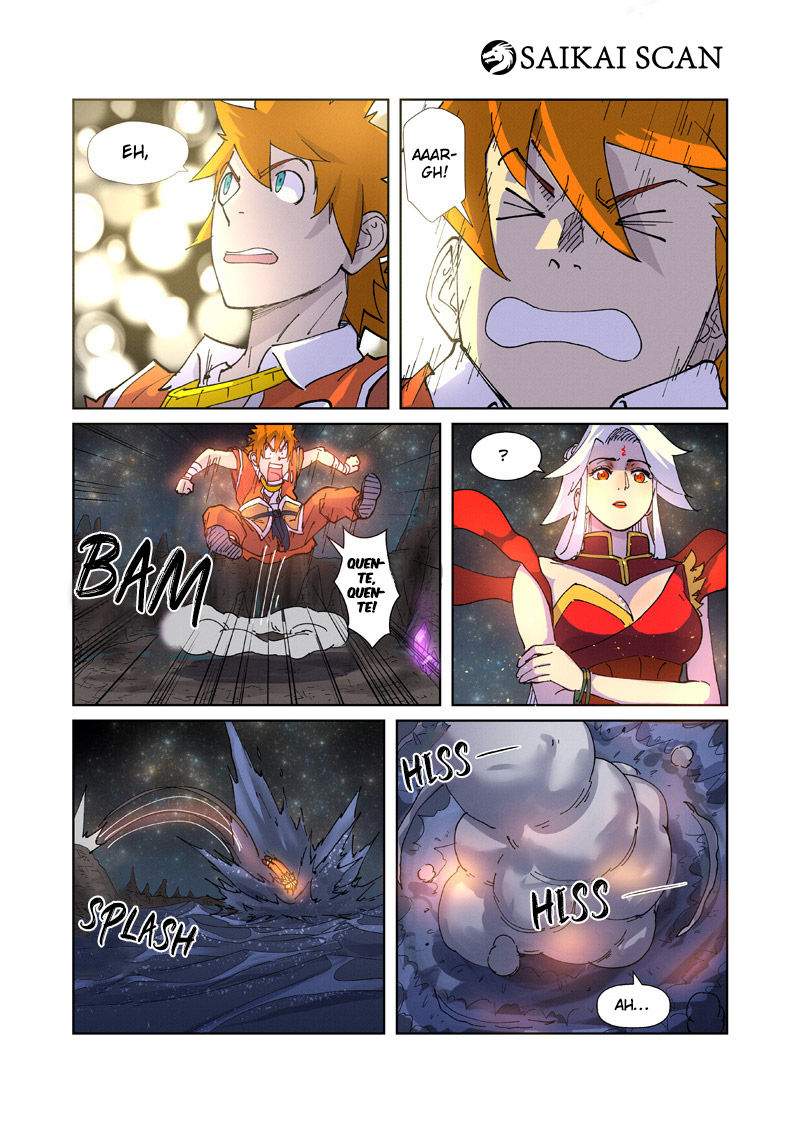 SAIKAI SCAN
EH,
AAAR-
GH!
BAM
QUEN-
TE,
QUEN-
TE!
?
SPLASH
HISS
HISS
AH...